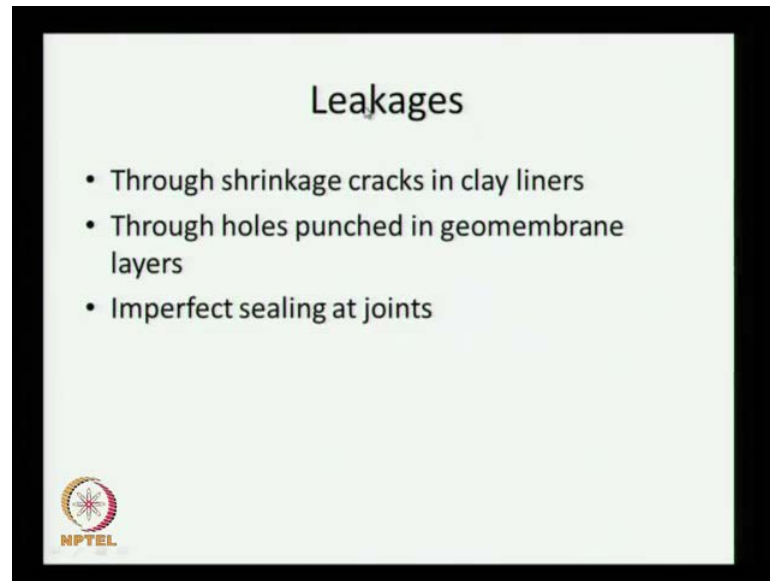 Leakages
• Through shrinkage cracks in clay liners
• Through holes punched in geomembrane
layers
• Imperfect sealing at joints
NPTEL